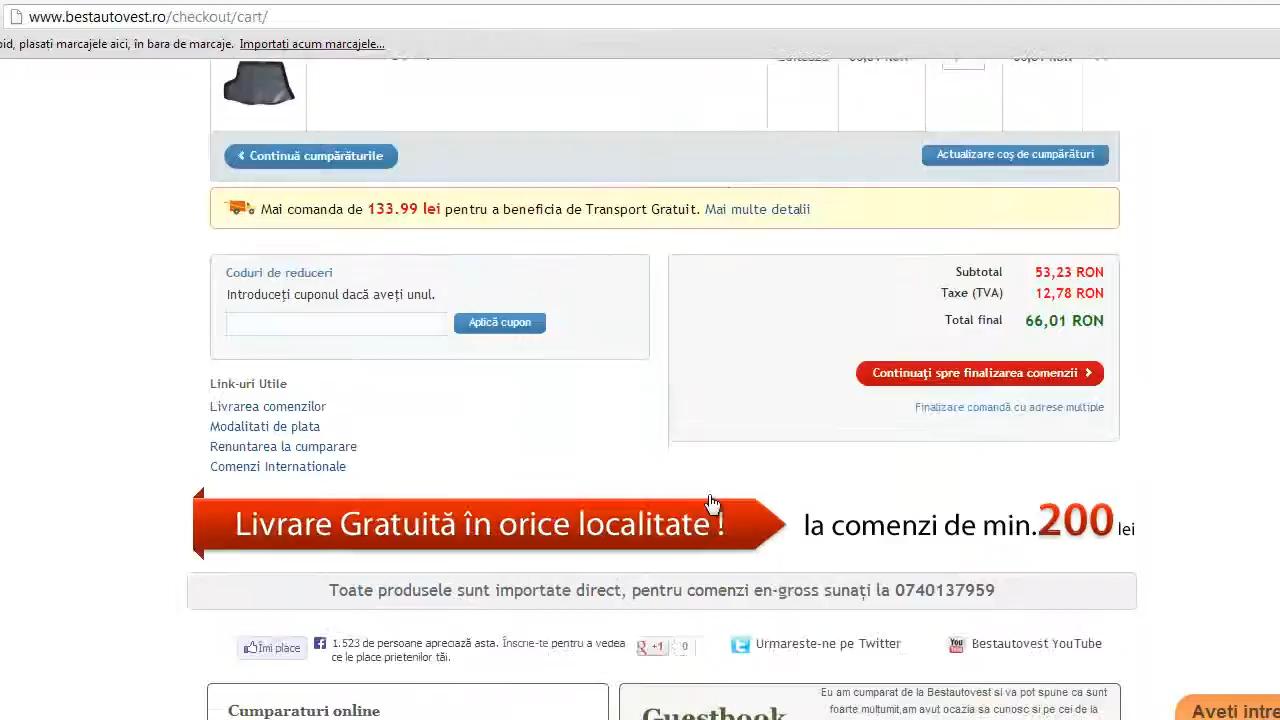 www.bestautovest.ro/checkout/cart/
pid, plasati marcajele aici, în bara de marcaje. Importati acum marcajele...
Continuă cumpărăturile
Actualizare coș de cumpărături
Mai comanda de 133.99 lei pentru a beneficia de Transport Gratuit. Mai multe detalii
Coduri de reduceri
Introduceți cuponul dacă aveți unul.
Aplică cupon
Subtotal 53,23 RON
Taxe (TVA) 12,78 RON
Total final 66,01 RON
Continuați spre finalizarea comenzii
Finalizare comandă cu adrese multiple
Link-uri Utile
Livrarea comenzilor
Modalitati de plata
Renuntarea la cumparare
Comenzi Internationale
Livrare Gratuită în orice localitate ! la comenzi de min.200 lei
Toate produsele sunt importate direct, pentru comenzi en-gross sunați la 0740137959
Îmi place 1.523 de persoane apreciază asta. Înscrie-te pentru a vedea
ce le place prietenilor tăi.
+1 0
Urmareste-ne pe Twitter
You Bestautovest YouTube
Cumparaturi online
Guestbook
Eu am cumparat de la Bestautovest si va pot spune ca sunt
foarte multumit,am avut ocazia sa cunosc si pe cei de la
Aveti intre